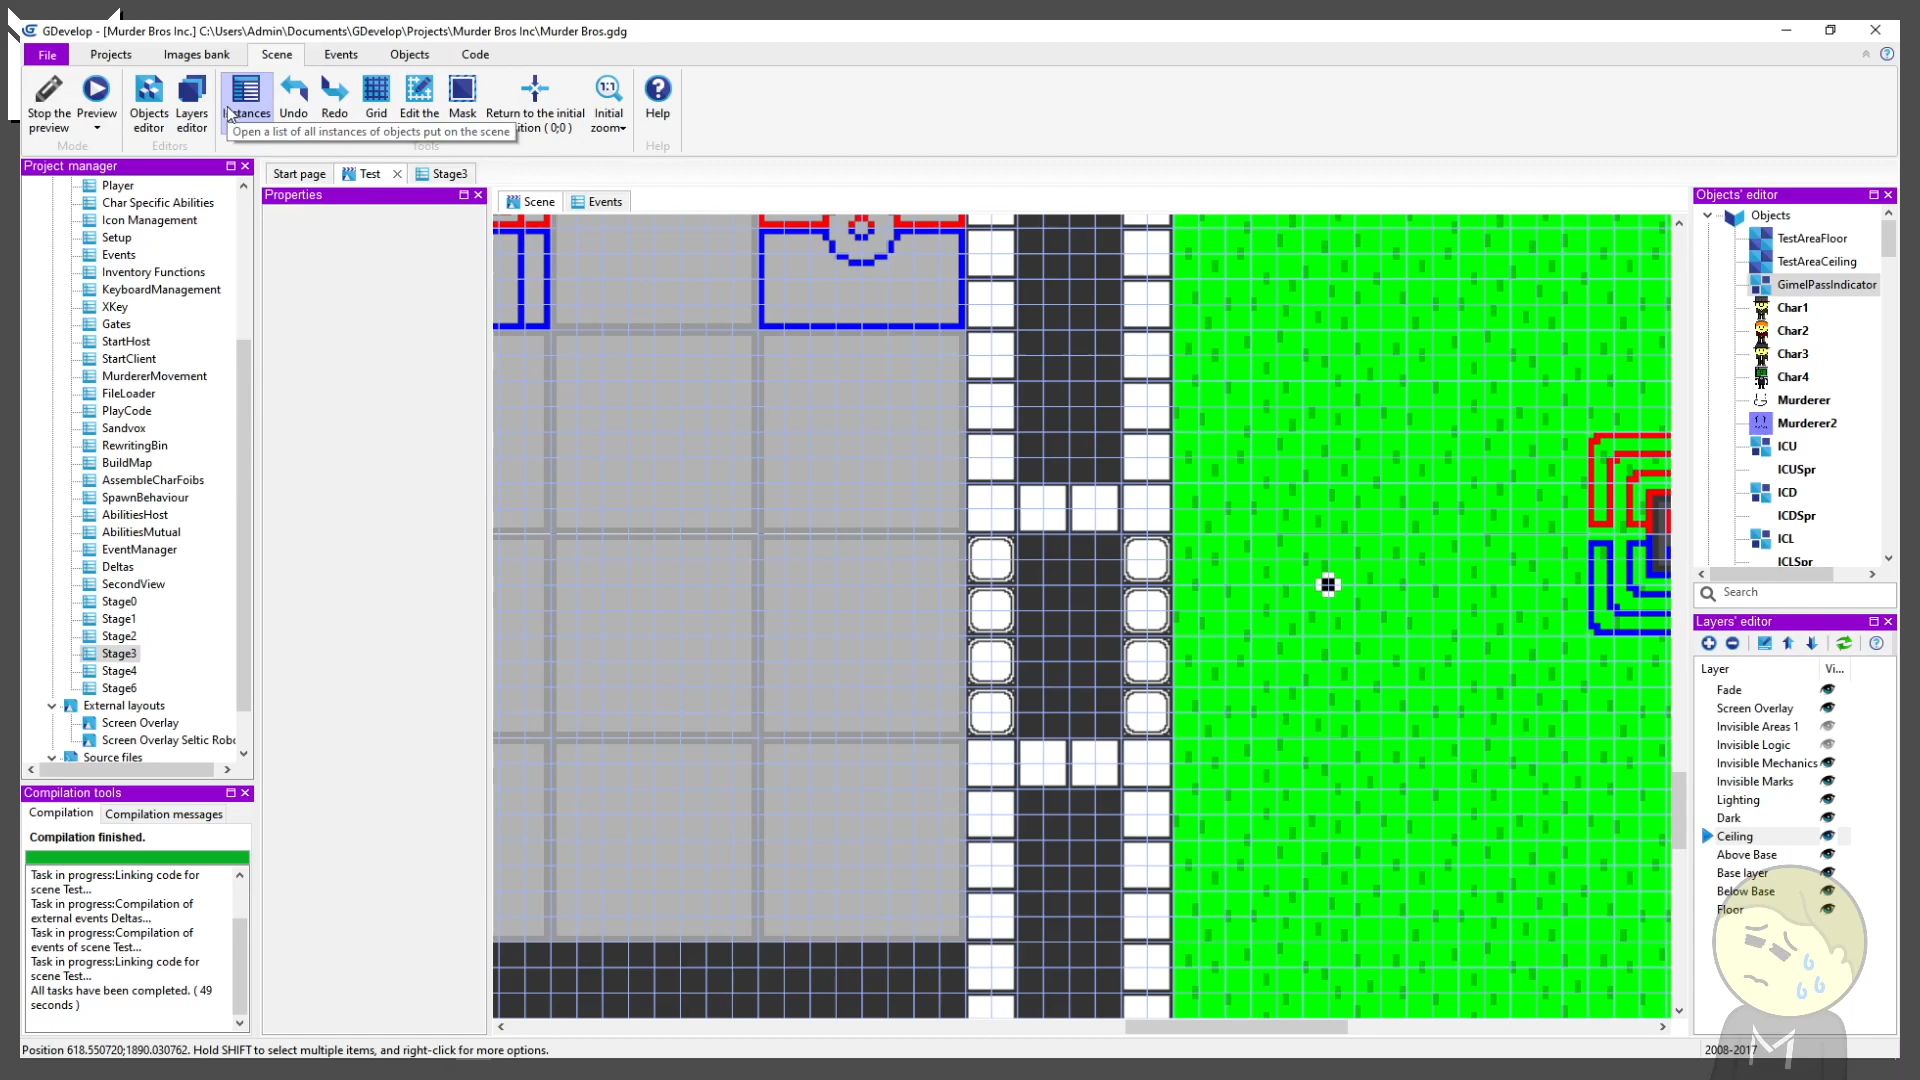 GDevelop - [Murder Bros Inc.] C:\Users\Admin\Documents\GDevelop\Projects\Murder Bros Inc\Murder Bros.gdg
File Projects Images bank Scene Events Objects Code
Stop the preview
Preview
Objects editor
Layers editor
Undo
Redo
Grid
Edit the
Mask
Return to the initial
Initial zoom
Help
Open a list of all instances of objects put on the scene
Mode
Editors
Help
Project manager
Player
Char Specific Abilities
Icon Management
Setup
Events
Inventory Functions
KeyboardManagement
XKey
Gates
StartHost
StartClient
MurdererMovement
FileLoader
PlayCode
Sandvox
RewritingBin
BuildMap
AssembleCharFoibs
SpawnBehaviour
AbilitiesHost
AbilitiesMutual
EventManager
Deltas
SecondView
Stage0
Stage1
Stage2
Stage3
Stage4
Stage6
External layouts
Screen Overlay
Screen Overlay Seltic Rob
Source files
Compilation tools
Compilation
Compilation messages
Compilation finished.
Task in progress:Linking code for
scene Test...
Task in progress:Compilation of
external events Deltas...
Task in progress:Compilation of
events of scene Test...
Task in progress:Linking code for
scene Test...
All tasks have been completed. ( 49
seconds )
Start page
Test
Stage3
Properties
Scene
Events
Objects' editor
Objects
TestAreaFloor
TestAreaCeiling
GimelPassIndicator
Char1
Char2
Char3
Char4
Murderer
Murderer2
ICU
ICUSpr
ICD
ICDSpr
ICL
ICLSpr
Search
Layers' editor
Layer
Vi...
Fade
Screen Overlay
Invisible Areas 1
Invisible Logic
Invisible Mechanics
Invisible Marks
Lighting
Dark
Ceiling
Above Base
Base layer
Below Base
Floor
Position 618.550720;1890.030762. Hold SHIFT to select multiple items, and right-click for more options.
2008-2017